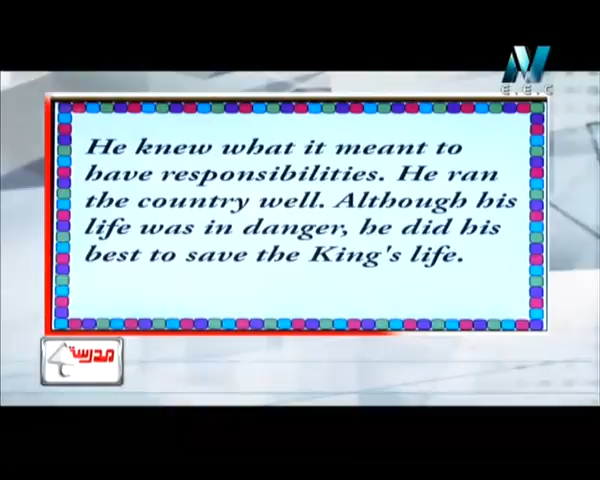 He knew what it meant to
have responsibilities. He ran
the country well. Although his
life was in danger, he did his
best to save the King's life.
مدرستنا